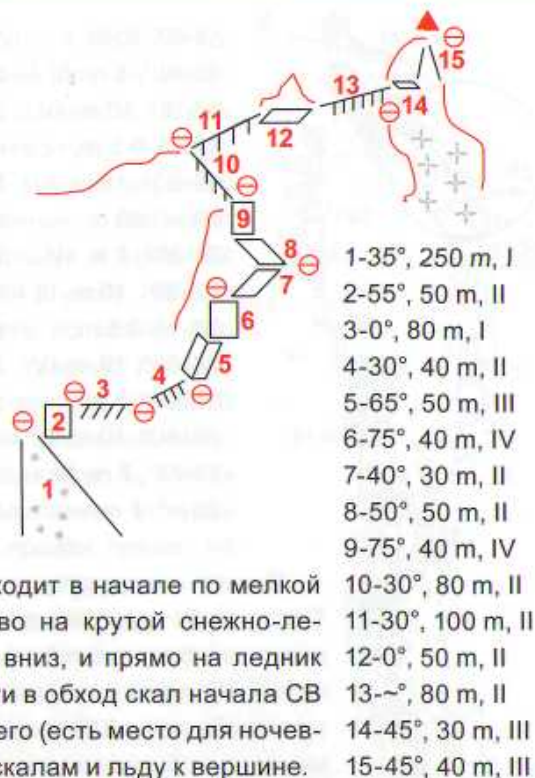 15
13
14
11
12
10
9
8
7
6
5
4
3
2
1
1-35°, 250 m, I
2-55°, 50 m, II
3-0°, 80 m, I
4-30°, 40 m, II
5-65°, 50 m, III
6-75°, 40 m, IV
7-40°, 30 m, II
8-50°, 50 m, II
9-75°, 40 m, IV
10-30°, 80 m, II
11-30°, 100 m, II
12-0°, 50 m, II
13-~°, 80 m, II
14-45°, 30 m, III
15-45°, 40 m, III
ходит в начале по мелкой
во на крутой снежно-ле-
вниз, и прямо на ледник
ти в обход скал начала СВ
его (есть место для ночев-
скалам и льду к вершине.